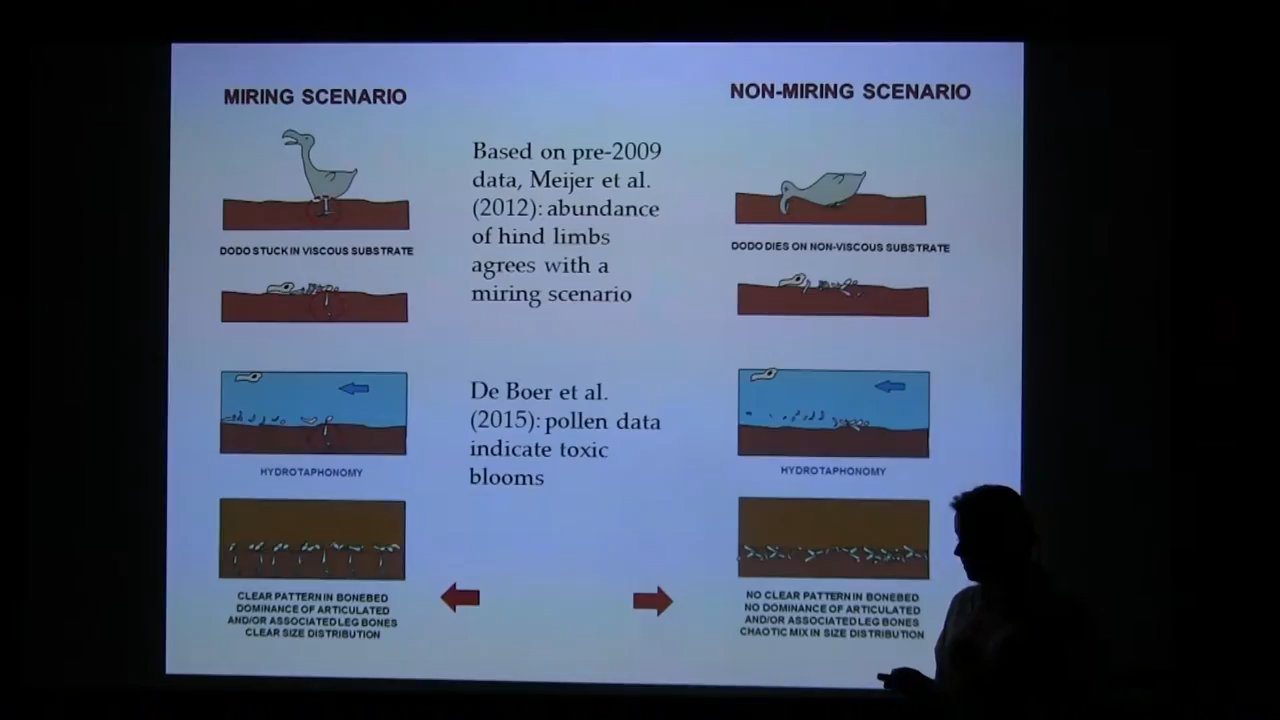 MIRING SCENARIO
DODO STUCK IN VISCOUS SUBSTRATE
HYDROTAPHONOMY
CLEAR PATTERN IN BONEBED
DOMINANCE OF ARTICULATED
AND/OR ASSOCIATED LEG BONES
CLEAR SIZE DISTRIBUTION
Based on pre-2009
data, Meijer et al.
(2012): abundance
of hind limbs
agrees with a
miring scenario
De Boer et al.
(2015): pollen data
indicate toxic
blooms
NON-MIRING SCENARIO
DODO DIES ON NON-VISCOUS SUBSTRATE
HYDROTAPHONOMY
NO CLEAR PATTERN IN BONEBED
NO DOMINANCE OF ARTICULATED
AND/OR ASSOCIATED LEG BONES
CHAOTIC MIX IN SIZE DISTRIBUTION